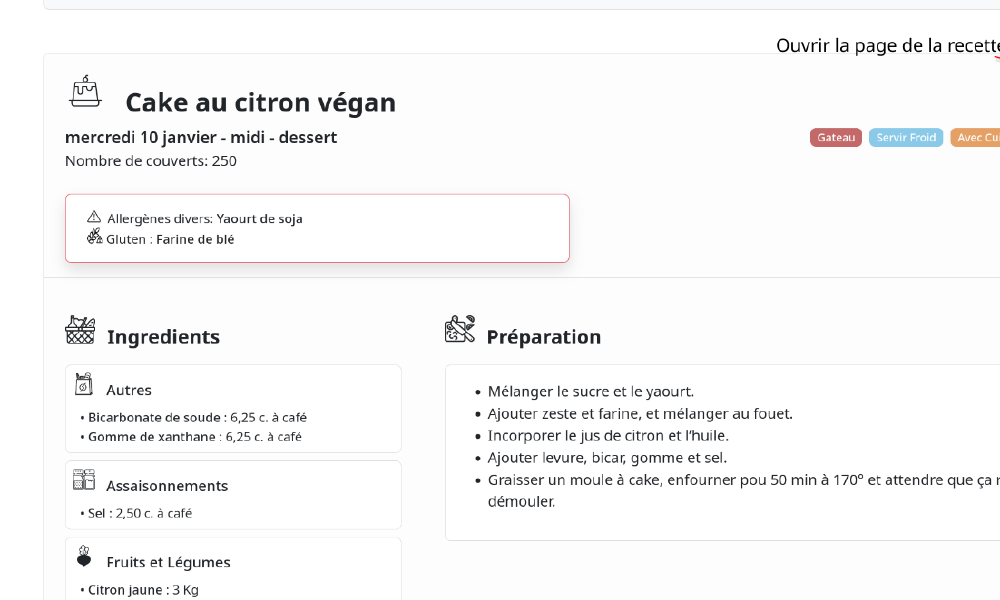 Ouvrir la page de la recette
Cake au citron végan
mercredi 10 janvier - midi - dessert
Nombre de couverts: 250
Gateau
Servir Froid
Avec
Allergènes divers: Yaourt de soja
Gluten : Farine de blé
Ingredients
Autres
• Bicarbonate de soude : 6,25 c. à café
• Gomme de xanthane : 6,25 c. à café
Assaisonnements
• Sel : 2,50 c. à café
Fruits et Légumes
• Citron jaune : 3 Kg
Préparation
• Mélanger le sucre et le yaourt.
• Ajouter zeste et farine, et mélanger au fouet.
• Incorporer le jus de citron et l’huile.
• Ajouter levure, bicar, gomme et sel.
• Graisser un moule à cake, enfourner pou 50 min à 170° et attendre que ça
démouler.